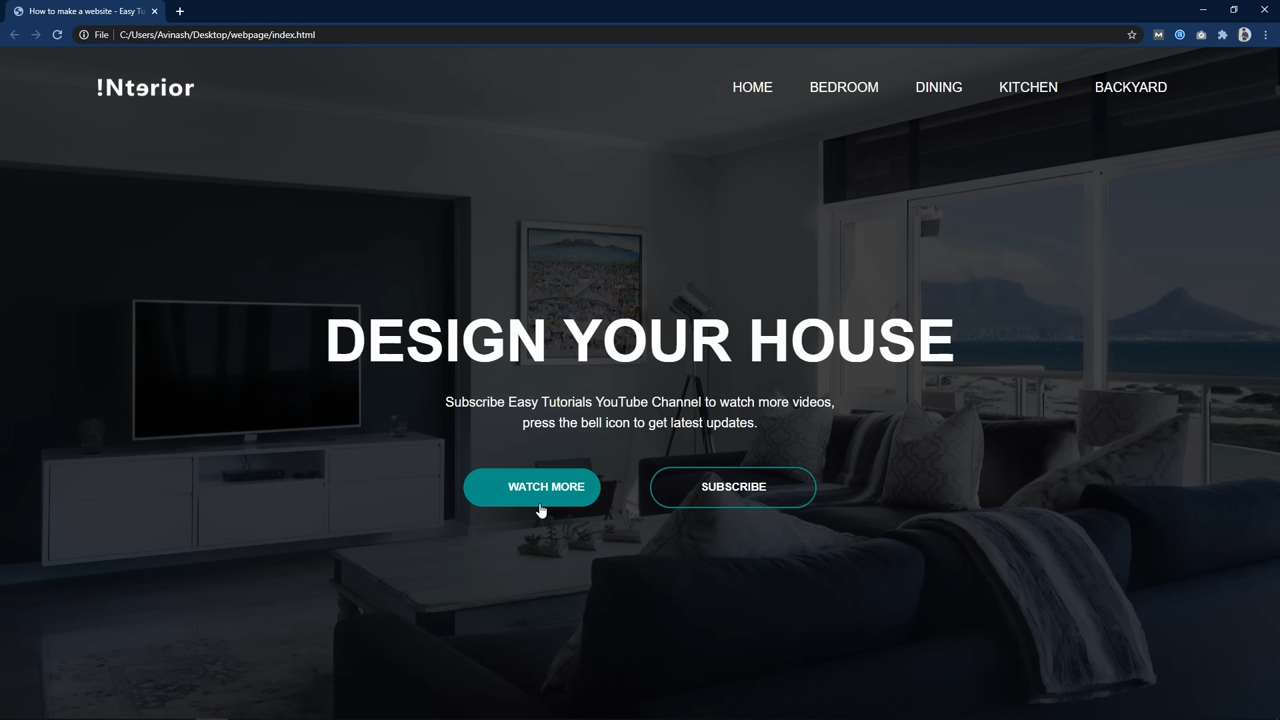 How to make a website - Easy Tu
File
C:/Users/Avinash/Desktop/webpage/index.html
!Ntɘrior
HOME BEDROOM DINING KITCHEN BACKYARD
DESIGN YOUR HOUSE
Subscribe Easy Tutorials YouTube Channel to watch more videos,
press the bell icon to get latest updates.
WATCH MORE SUBSCRIBE